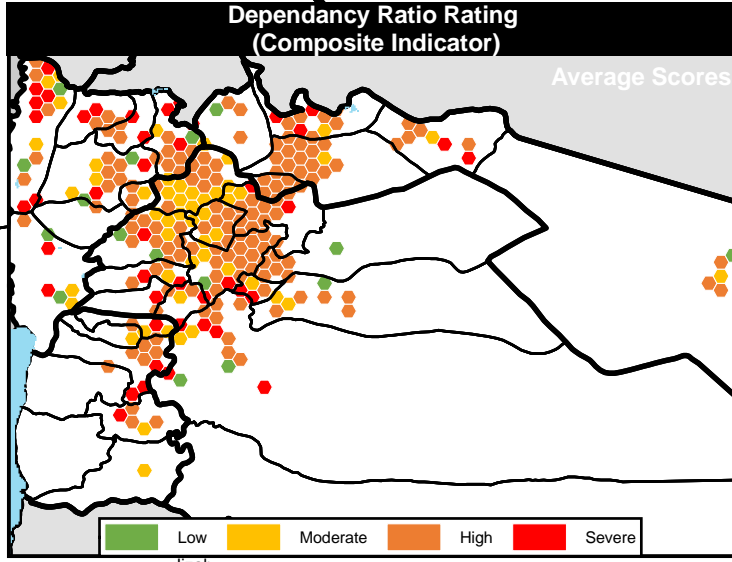 Dependancy Ratio Rating
(Composite Indicator)
Average Scores
Low Moderate High Severe